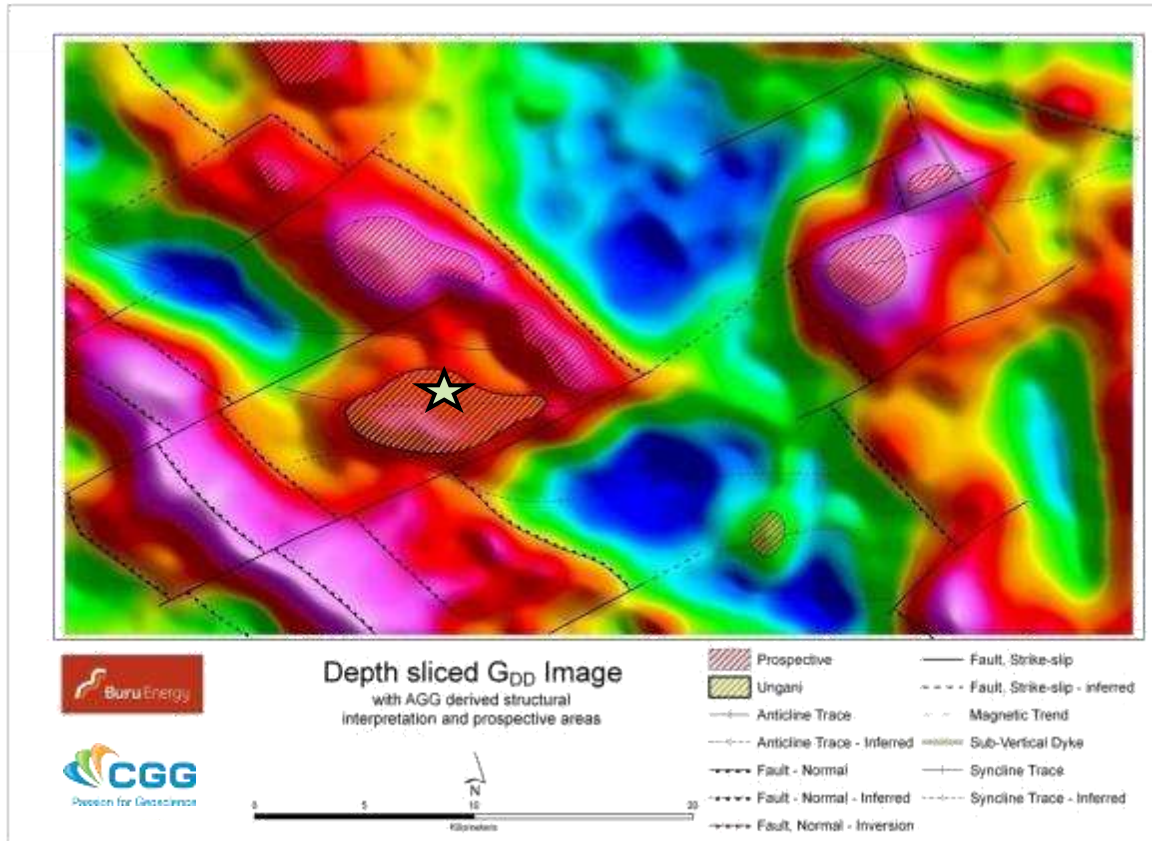 Buru Energy
CGG
Passion for Geoscience
Depth sliced GDD Image
with AGG derived structural
interpretation and prospective areas
N
0 5 10 20
Kilometers
Prospective
Ungani
Anticline Trace
Anticline Trace - Inferred
Fault - Normal
Fault - Normal - Inferred
Fault, Normal - Inversion
Fault, Strike-slip
Fault, Strike-slip - inferred
Magnetic Trend
Sub-Vertical Dyke
Syncline Trace
Syncline Trace - Inferred